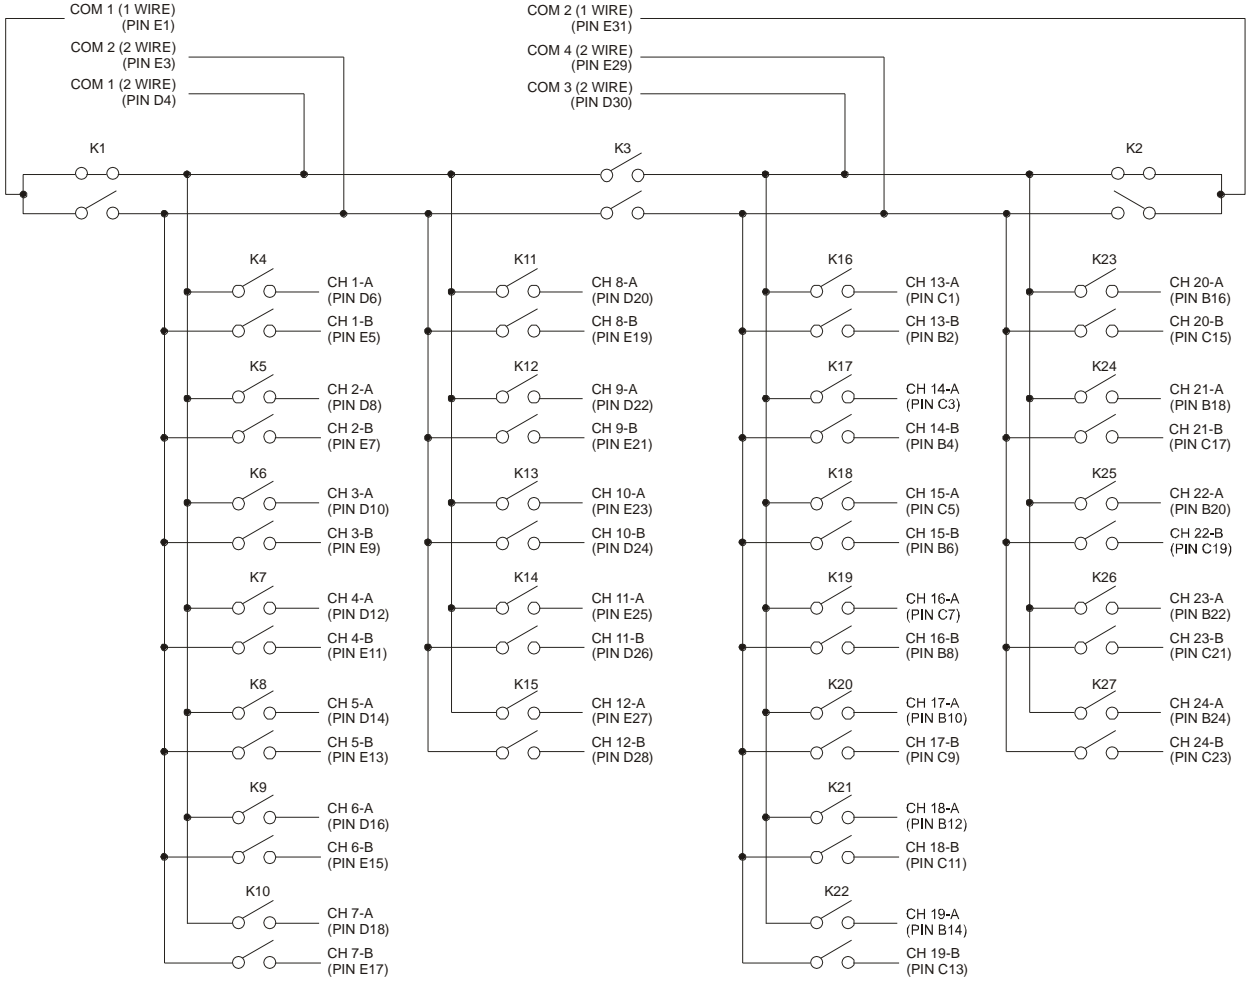 COM 1 (1 WIRE)
(PIN E1)
COM 2 (2 WIRE)
(PIN E3)
COM 1 (2 WIRE)
(PIN D4)
COM 2 (1 WIRE)
(PIN E31)
COM 4 (2 WIRE)
(PIN E29)
COM 3 (2 WIRE)
(PIN D30)
K1
K3
K2
K4
CH 1-A
(PIN D6)
CH 1-B
(PIN E5)
K5
CH 2-A
(PIN D8)
CH 2-B
(PIN E7)
K6
CH 3-A
(PIN D10)
CH 3-B
(PIN E9)
K7
CH 4-A
(PIN D12)
CH 4-B
(PIN E11)
K8
CH 5-A
(PIN D14)
CH 5-B
(PIN E13)
K9
CH 6-A
(PIN D16)
CH 6-B
(PIN E15)
K10
CH 7-A
(PIN D18)
CH 7-B
(PIN E17)
K11
CH 8-A
(PIN D20)
CH 8-B
(PIN E19)
K12
CH 9-A
(PIN D22)
CH 9-B
(PIN E21)
K13
CH 10-A
(PIN E23)
CH 10-B
(PIN D24)
K14
CH 11-A
(PIN E25)
CH 11-B
(PIN D26)
K15
CH 12-A
(PIN E27)
CH 12-B
(PIN D28)
K16
CH 13-A
(PIN C1)
CH 13-B
(PIN B2)
K17
CH 14-A
(PIN C3)
CH 14-B
(PIN B4)
K18
CH 15-A
(PIN C5)
CH 15-B
(PIN B6)
K19
CH 16-A
(PIN C7)
CH 16-B
(PIN B8)
K20
CH 17-A
(PIN B10)
CH 17-B
(PIN C9)
K21
CH 18-A
(PIN B12)
CH 18-B
(PIN C11)
K22
CH 19-A
(PIN B14)
CH 19-B
(PIN C13)
K23
CH 20-A
(PIN B16)
CH 20-B
(PIN C15)
K24
CH 21-A
(PIN B18)
CH 21-B
(PIN C17)
K25
CH 22-A
(PIN B20)
CH 22-B
(PIN C19)
K26
CH 23-A
(PIN B22)
CH 23-B
(PIN C21)
K27
CH 24-A
(PIN B24)
CH 24-B
(PIN C23)